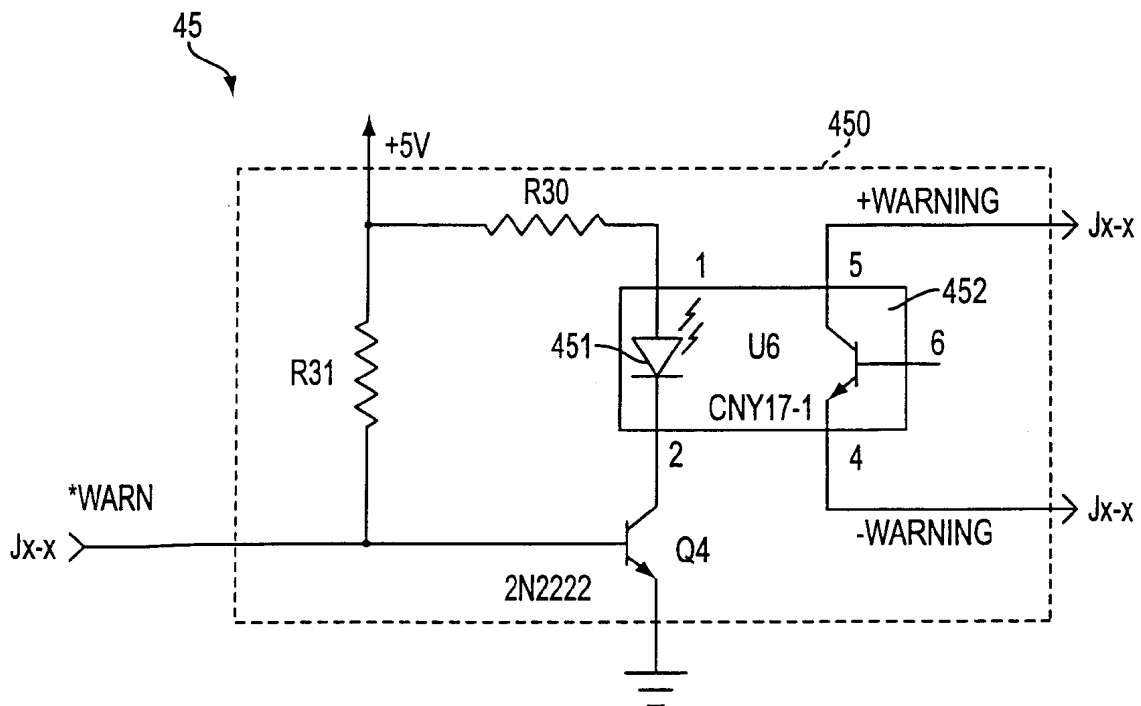 45
450
+5V
R30
+WARNING
Jx-x
1
5
452
451
U6
6
R31
CNY17-1
2
4
*WARN
Jx-x
-WARNING
Jx-x
Q4
2N2222